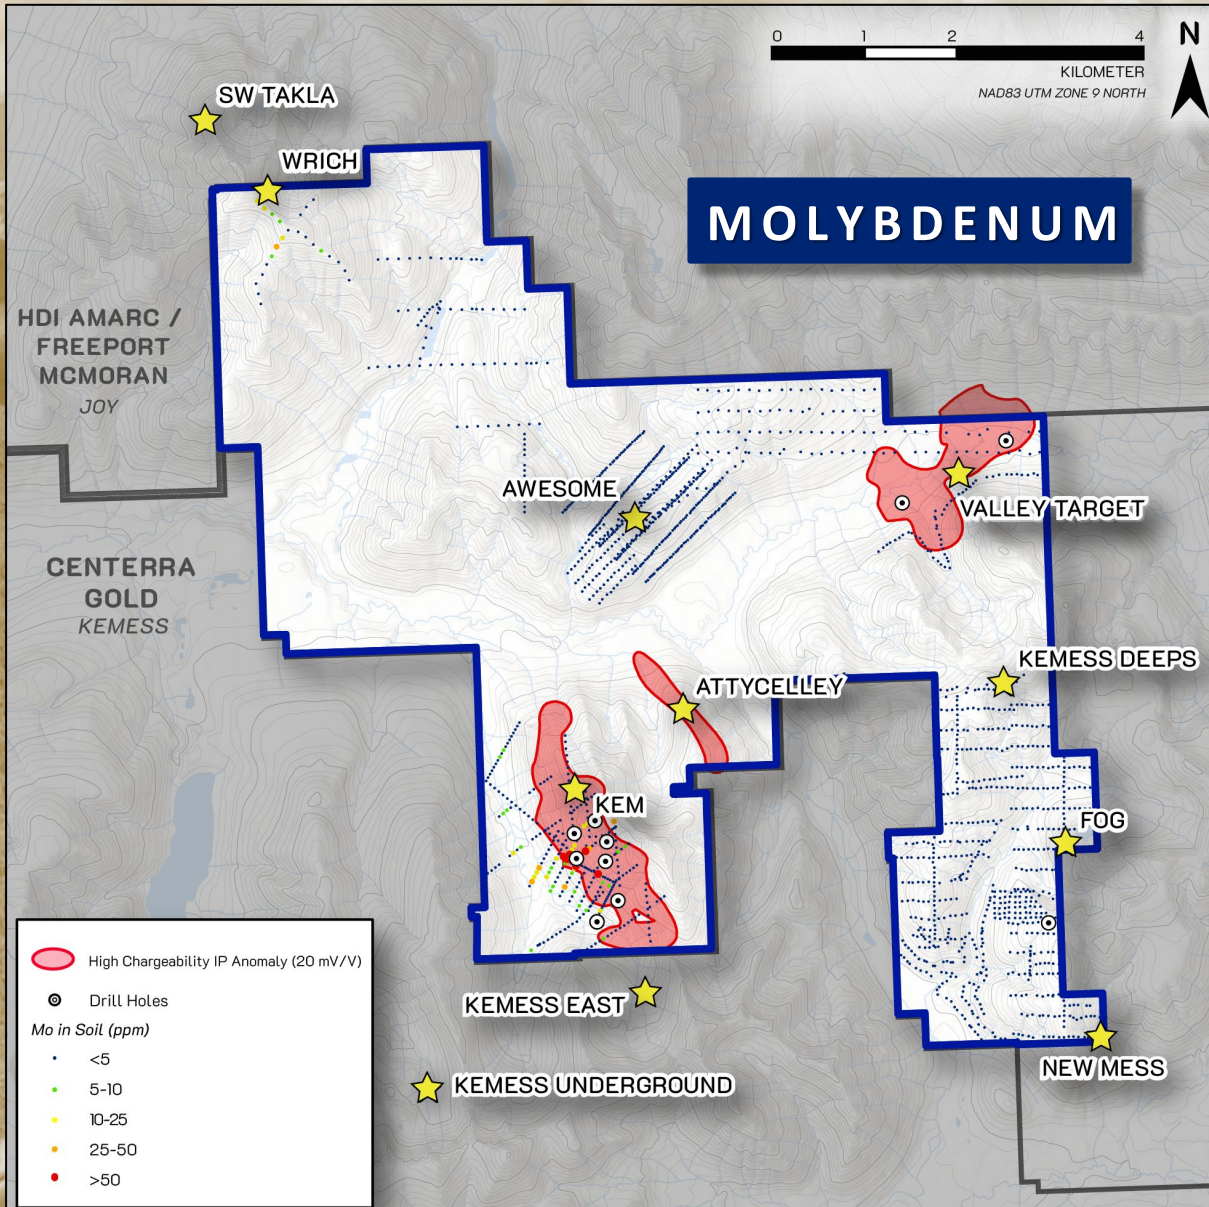 0 1 2 4
KILOMETER
NAD83 UTM ZONE 9 NORTH
N
SW TAKLA
WRICH
MOLYBDENUM
HDI AMARC /
FREEPORT
MCMORAN
JOY
AWESOME
VALLEY TARGET
CENTERRA
GOLD
KEMESS
KEMESS DEEPS
ATTYCELLEY
KEM
FOG
KEMESS EAST
NEW MESS
KEMESS UNDERGROUND
High Chargeability IP Anomaly (20 mV/V)
Drill Holes
Mo in Soil (ppm)
<5
5-10
10-25
25-50
>50